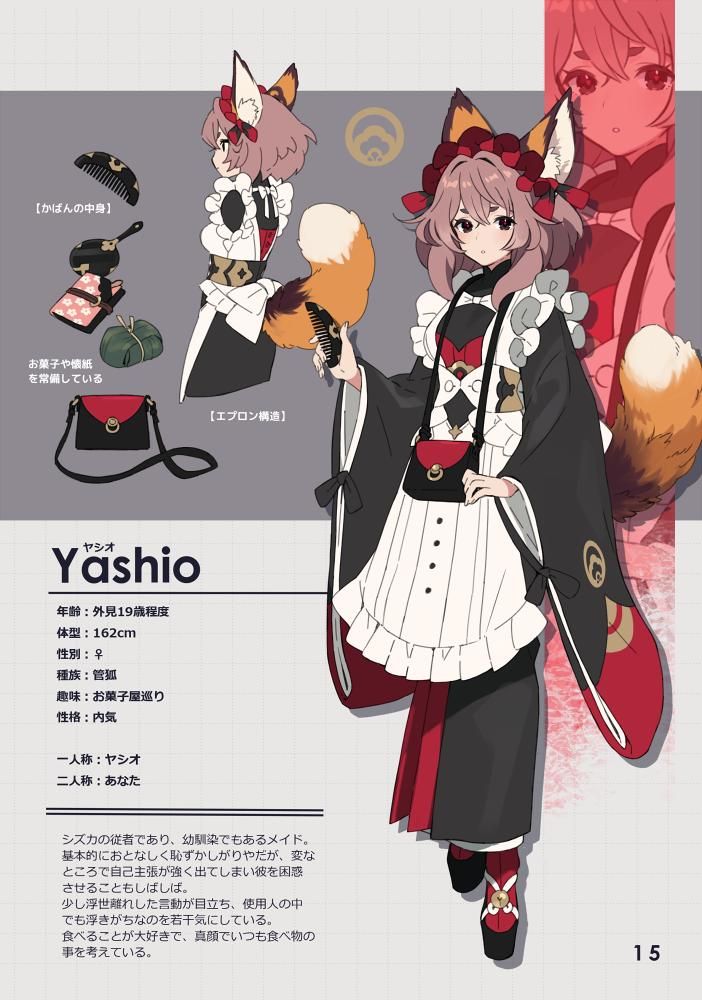 【かばんの中身】
お菓子や懐紙
を常備している
【エプロン構造】
ヤシオ
Yashio
年齢：外見19歳程度
体型：162cm
性別：♀
種族：管狐
趣味：お菓子屋巡り
性格：内気
一人称：ヤシオ
二人称：あなた
シズカの従者であり、幼馴染でもあるメイド。
基本的におとなしく恥ずかしがりやだが、変な
ところで自己主張が強く出てしまい彼を困惑
させることもしばしば。
少し浮世離れした言動が目立ち、使用人の中
でも浮きがちなのを若干気にしている。
食べることが大好きで、真顔でいつも食べ物の
事を考えている。
15